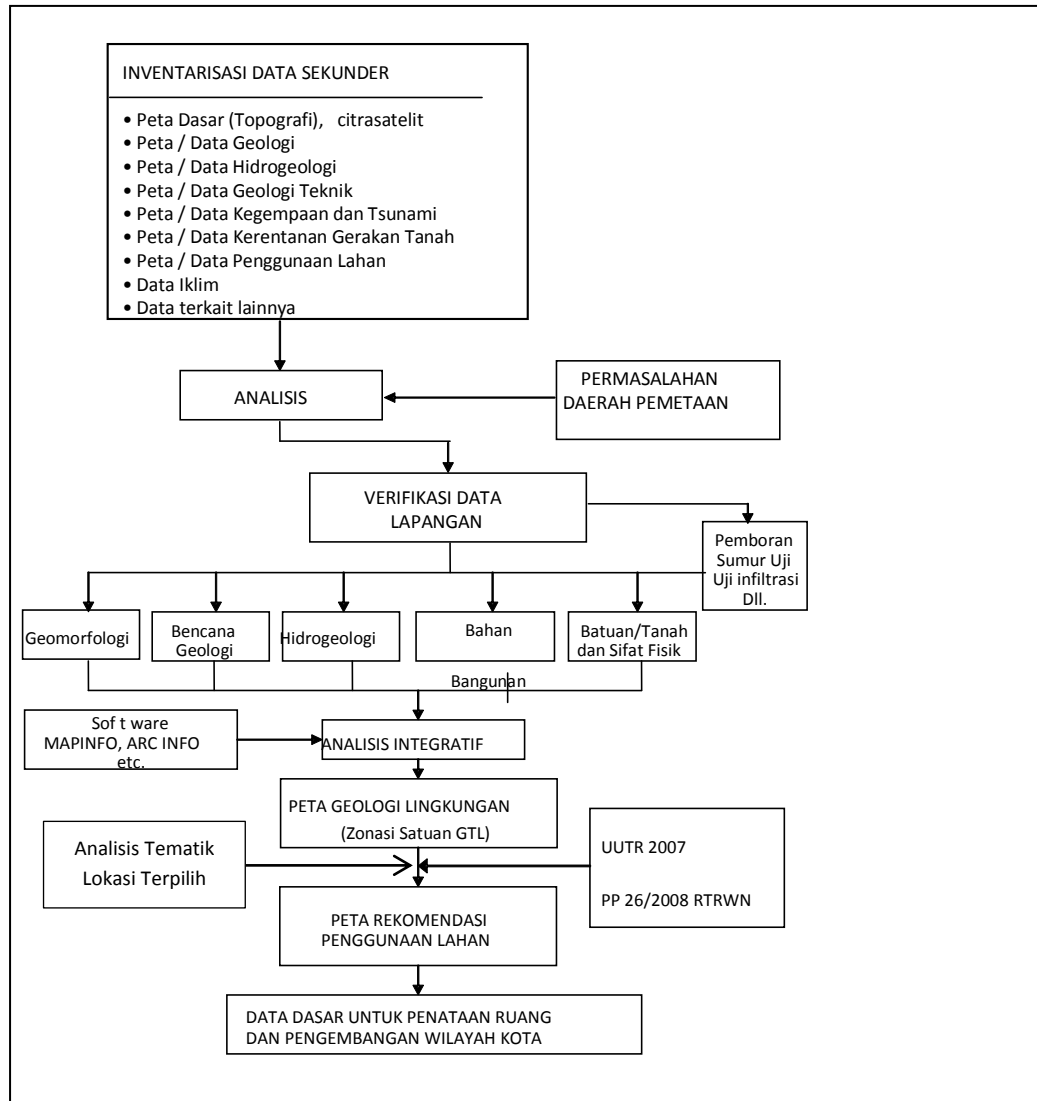 INVENTARISASI DATA SEKUNDER
• Peta Dasar (Topografi), citrasatelit
• Peta / Data Geologi
• Peta / Data Hidrogeologi
• Peta / Data Geologi Teknik
• Peta / Data Kegempaan dan Tsunami
• Peta / Data Kerentanan Gerakan Tanah
• Peta / Data Penggunaan Lahan
• Data Iklim
• Data terkait lainnya
ANALISIS
PERMASALAHAN
DAERAH PEMETAAN
VERIFIKASI DATA
LAPANGAN
Pemboran
Sumur Uji
Uji infiltrasi
Dll.
Geomorfologi
Bencana
Geologi
Hidrogeologi
Bahan
Bangunan
Batuan/Tanah
dan Sifat Fisik
Sof t ware
MAPINFO, ARC INFO
etc.
ANALISIS INTEGRATIF
PETA GEOLOGI LINGKUNGAN
(Zonasi Satuan GTL)
Analisis Tematik
Lokasi Terpilih
UUTR 2007
PP 26/2008 RTRWN
PETA REKOMENDASI
PENGGUNAAN LAHAN
DATA DASAR UNTUK PENATAAN RUANG
DAN PENGEMBANGAN WILAYAH KOTA